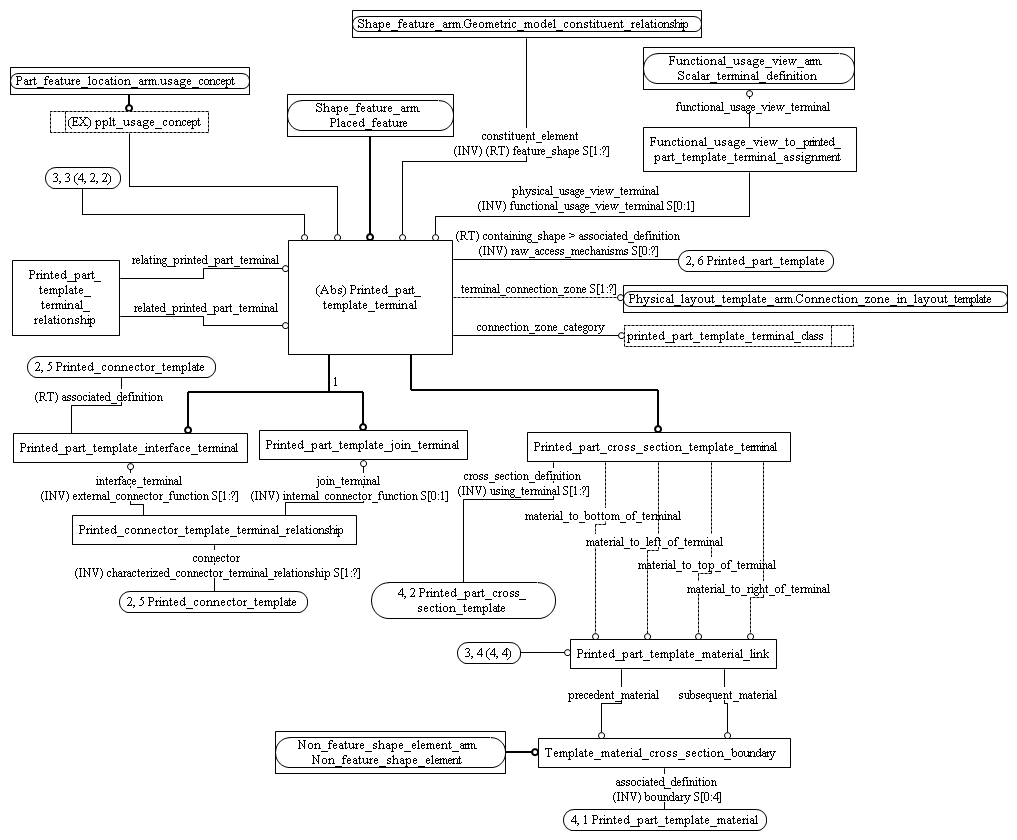 Shape_feature_arm.Geometric_model_constituent_relationship
Part_feature_location_arm.usage_concept
Functional_usage_view_arm.
Scalar_terminal_definition
(EX) pplt_usage_concept
Shape_feature_arm.
Placed_feature
functional_usage_view_terminal
constituent_element
(INV) (RT) feature_shape S[1:?]
Functional_usage_view_to_printed_
part_template_terminal_assignment
3, 3 (4, 2, 2)
physical_usage_view_terminal
(INV) functional_usage_view_terminal S[0:1]
(RT) containing_shape > associated_definition
(INV) raw_access_mechanisms S[0:?]
2, 6 Printed_part_template
relating_printed_part_terminal
Printed_part_
template_
terminal_
relationship
(Abs) Printed_part_
template_terminal
terminal_connection_zone S[1:?]
Physical_layout_template_arm.Connection_zone_in_layout_template
related_printed_part_terminal
connection_zone_category
printed_part_template_terminal_class
2, 5 Printed_connector_template
1
(RT) associated_definition
Printed_part_template_interface_terminal
Printed_part_template_join_terminal
Printed_part_cross_section_template_terminal
interface_terminal
(INV) external_connector_function S[1:?]
join_terminal
(INV) internal_connector_function S[0:1]
cross_section_definition
(INV) using_terminal S[1:?]
Printed_connector_template_terminal_relationship
material_to_bottom_of_terminal
material_to_left_of_terminal
connector
(INV) characterized_connector_terminal_relationship S[1:?]
material_to_top_of_terminal
material_to_right_of_terminal
2, 5 Printed_connector_template
4, 2 Printed_part_cross_
section_template
3, 4 (4, 4)
Printed_part_template_material_link
precedent_material
subsequent_material
Non_feature_shape_element_arm.
Non_feature_shape_element
Template_material_cross_section_boundary
associated_definition
(INV) boundary S[0:4]
4, 1 Printed_part_template_material